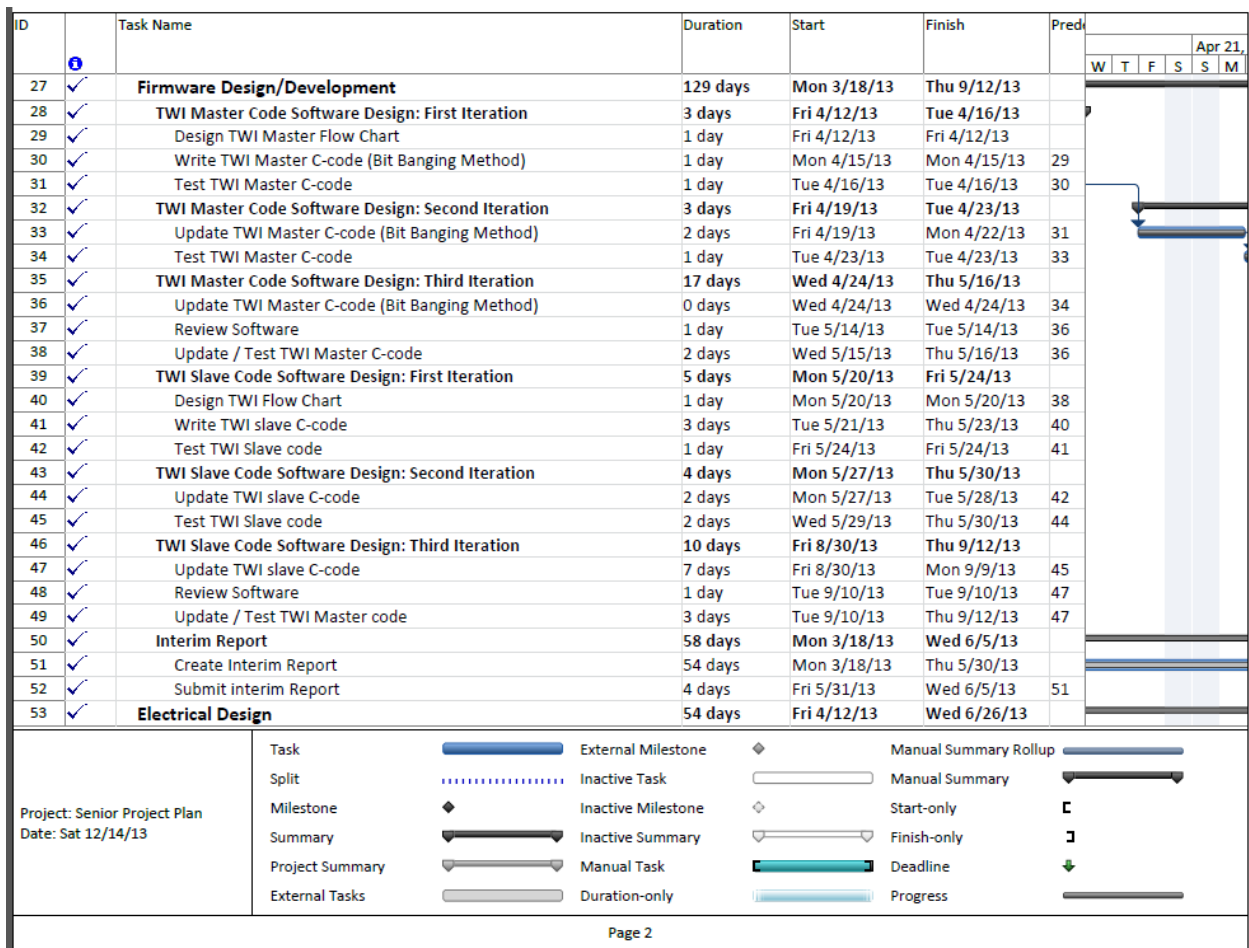 ID Task Name Duration Start Finish Prede
Apr 21,
W T F S S M
27 Firmware Design/Development 129 days Mon 3/18/13 Thu 9/12/13
28 TWI Master Code Software Design: First Iteration 3 days Fri 4/12/13 Tue 4/16/13
29 Design TWI Master Flow Chart 1 day Fri 4/12/13 Fri 4/12/13
30 Write TWI Master C-code (Bit Banging Method) 1 day Mon 4/15/13 Mon 4/15/13 29
31 Test TWI Master C-code 1 day Tue 4/16/13 Tue 4/16/13 30
32 TWI Master Code Software Design: Second Iteration 3 days Fri 4/19/13 Tue 4/23/13
33 Update TWI Master C-code (Bit Banging Method) 2 days Fri 4/19/13 Mon 4/22/13 31
34 Test TWI Master C-code 1 day Tue 4/23/13 Tue 4/23/13 33
35 TWI Master Code Software Design: Third Iteration 17 days Wed 4/24/13 Thu 5/16/13
36 Update TWI Master C-code (Bit Banging Method) 0 days Wed 4/24/13 Wed 4/24/13 34
37 Review Software 1 day Tue 5/14/13 Tue 5/14/13 36
38 Update / Test TWI Master C-code 2 days Wed 5/15/13 Thu 5/16/13 36
39 TWI Slave Code Software Design: First Iteration 5 days Mon 5/20/13 Fri 5/24/13
40 Design TWI Flow Chart 1 day Mon 5/20/13 Mon 5/20/13 38
41 Write TWI slave C-code 3 days Tue 5/21/13 Thu 5/23/13 40
42 Test TWI Slave code 1 day Fri 5/24/13 Fri 5/24/13 41
43 TWI Slave Code Software Design: Second Iteration 4 days Mon 5/27/13 Thu 5/30/13
44 Update TWI slave C-code 2 days Mon 5/27/13 Tue 5/28/13 42
45 Test TWI Slave code 2 days Wed 5/29/13 Thu 5/30/13 44
46 TWI Slave Code Software Design: Third Iteration 10 days Fri 8/30/13 Thu 9/12/13
47 Update TWI slave C-code 7 days Fri 8/30/13 Mon 9/9/13 45
48 Review Software 1 day Tue 9/10/13 Tue 9/10/13 47
49 Update / Test TWI Master code 3 days Tue 9/10/13 Thu 9/12/13 47
50 Interim Report 58 days Mon 3/18/13 Wed 6/5/13
51 Create Interim Report 54 days Mon 3/18/13 Thu 5/30/13
52 Submit interim Report 4 days Fri 5/31/13 Wed 6/5/13 51
53 Electrical Design 54 days Fri 4/12/13 Wed 6/26/13
Project: Senior Project Plan
Date: Sat 12/14/13
Task External Milestone Manual Summary Rollup
Split Inactive Task Manual Summary
Milestone Inactive Milestone Start-only
Summary Inactive Summary Finish-only
Project Summary Manual Task Deadline
External Tasks Duration-only Progress
Page 2